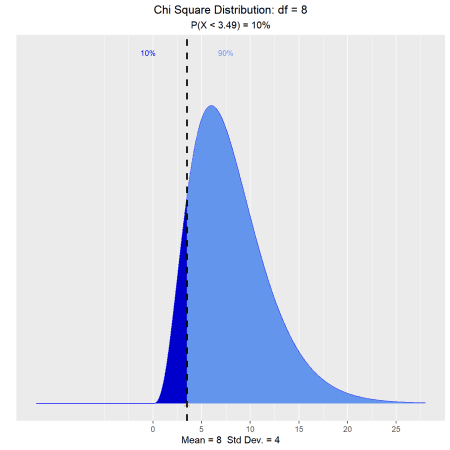 Chi Square Distribution: df = 8
P(X < 3.49) = 10%
10% 90%
0 5 10 15 20 25
Mean = 8 Std Dev. = 4